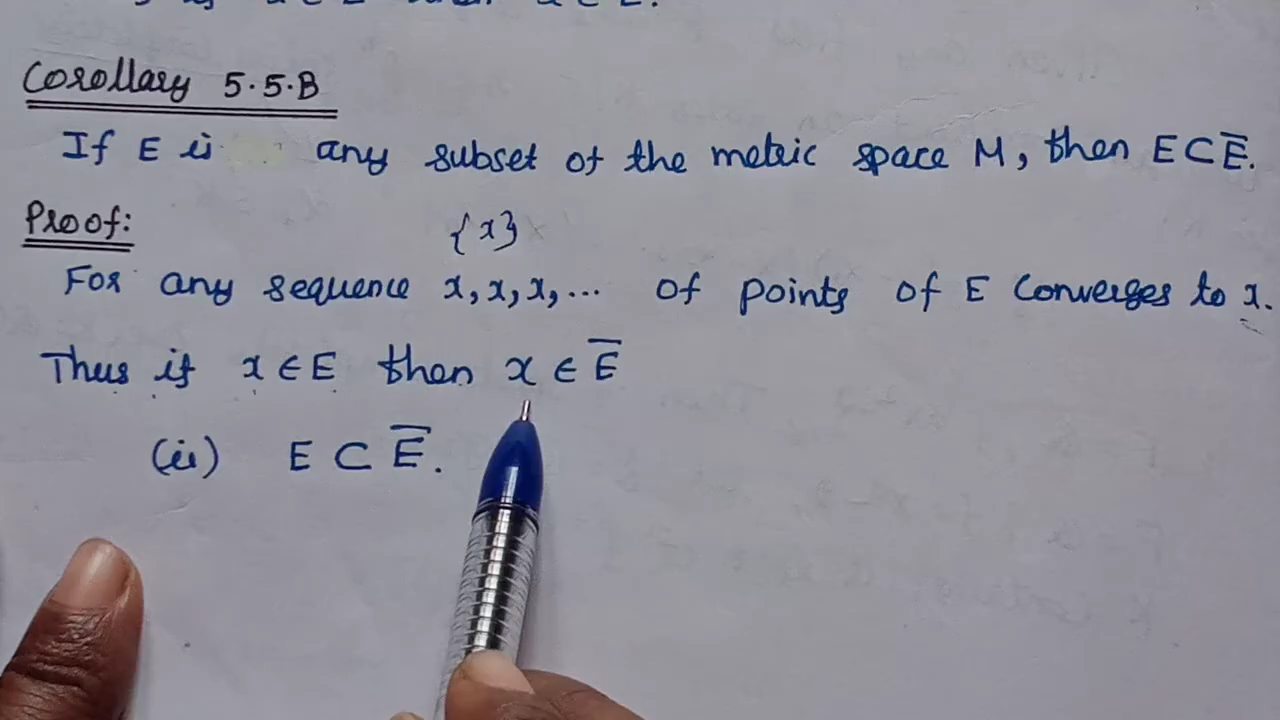 x ∈ E then x ∈ E.
Corollary 5.5.B
If E is any subset of the metric space M, then E ⊂ E̅.
Proof:
{x}
For any sequence x, x, x, ... of points of E converges to x.
Thus if x ∈ E then x ∈ E̅
(ie) E ⊂ E̅.